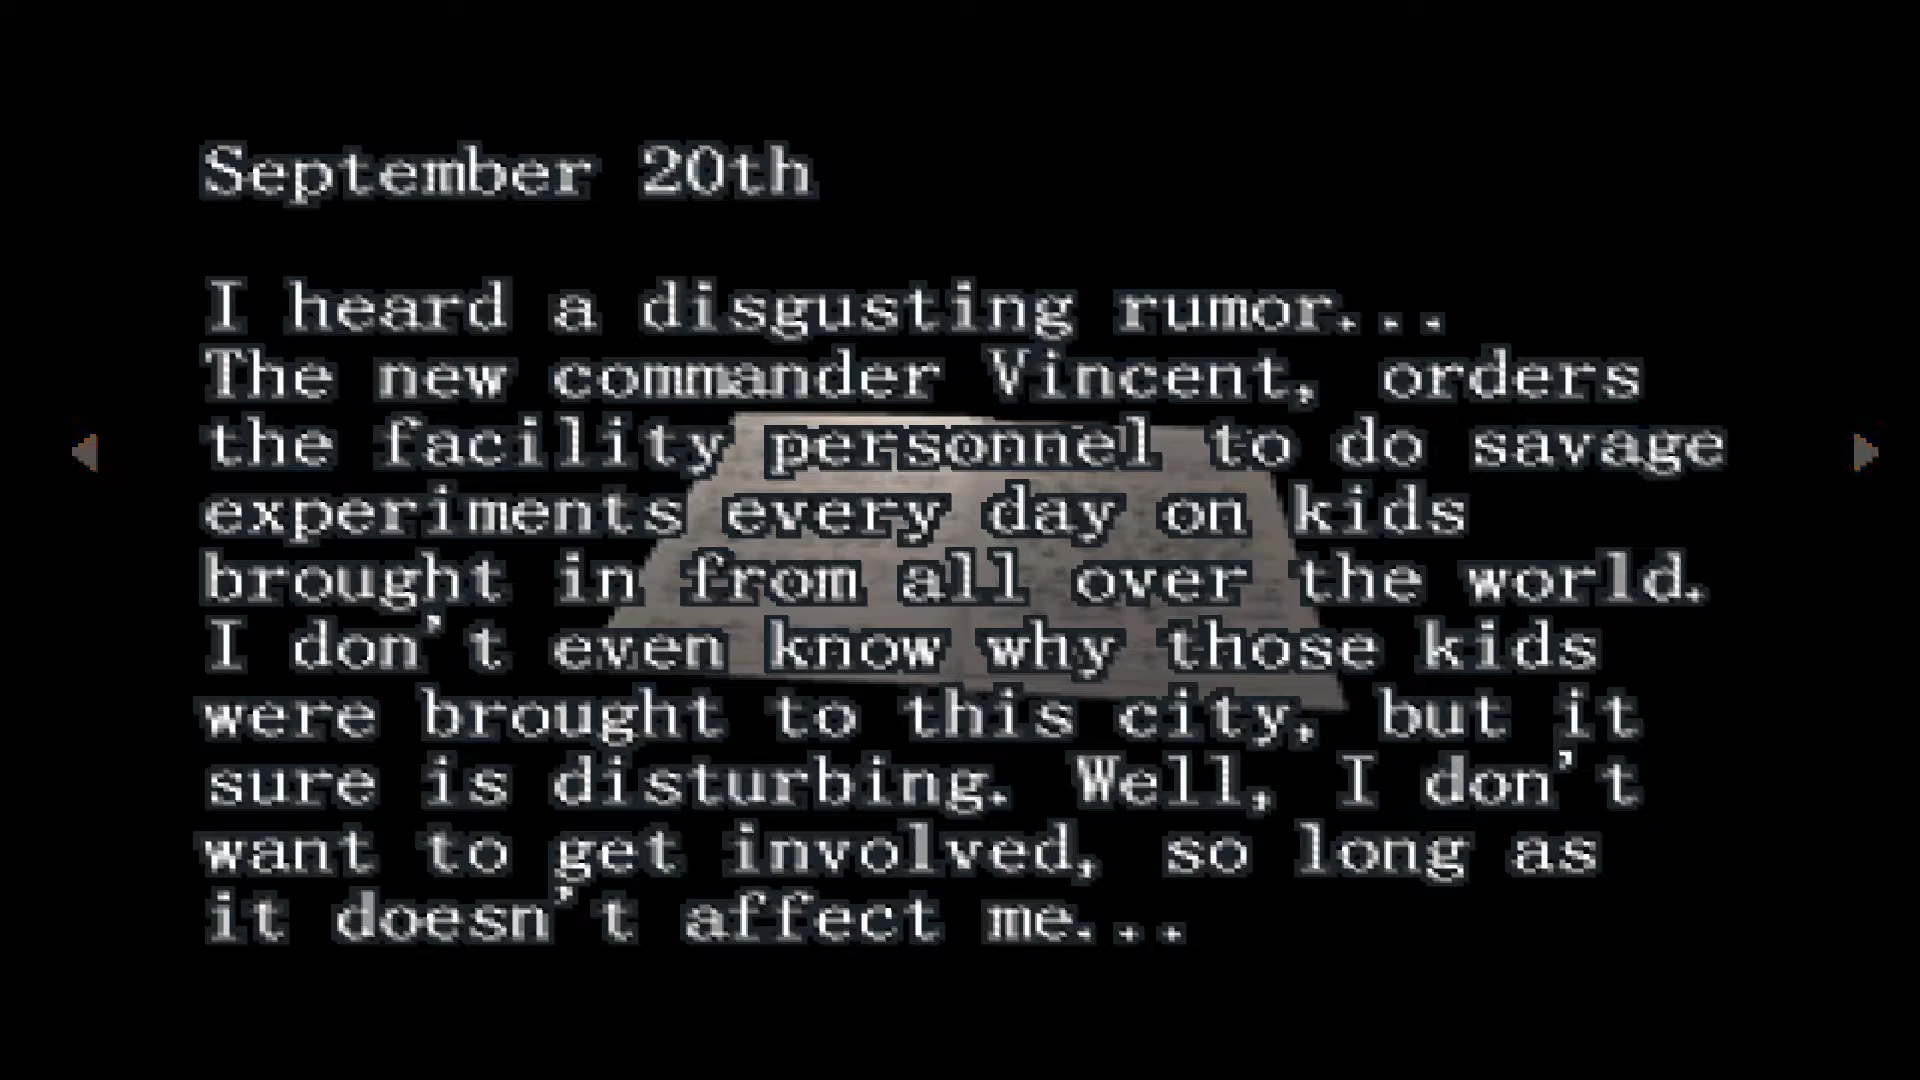 September 20th
I heard a disgusting rumor...
The new commander Vincent, orders
the facility personnel to do savage
experiments every day on kids
brought in from all over the world.
I don't even know why those kids
were brought to this city, but it
sure is disturbing. Well, I don't
want to get involved, so long as
it doesn't affect me...